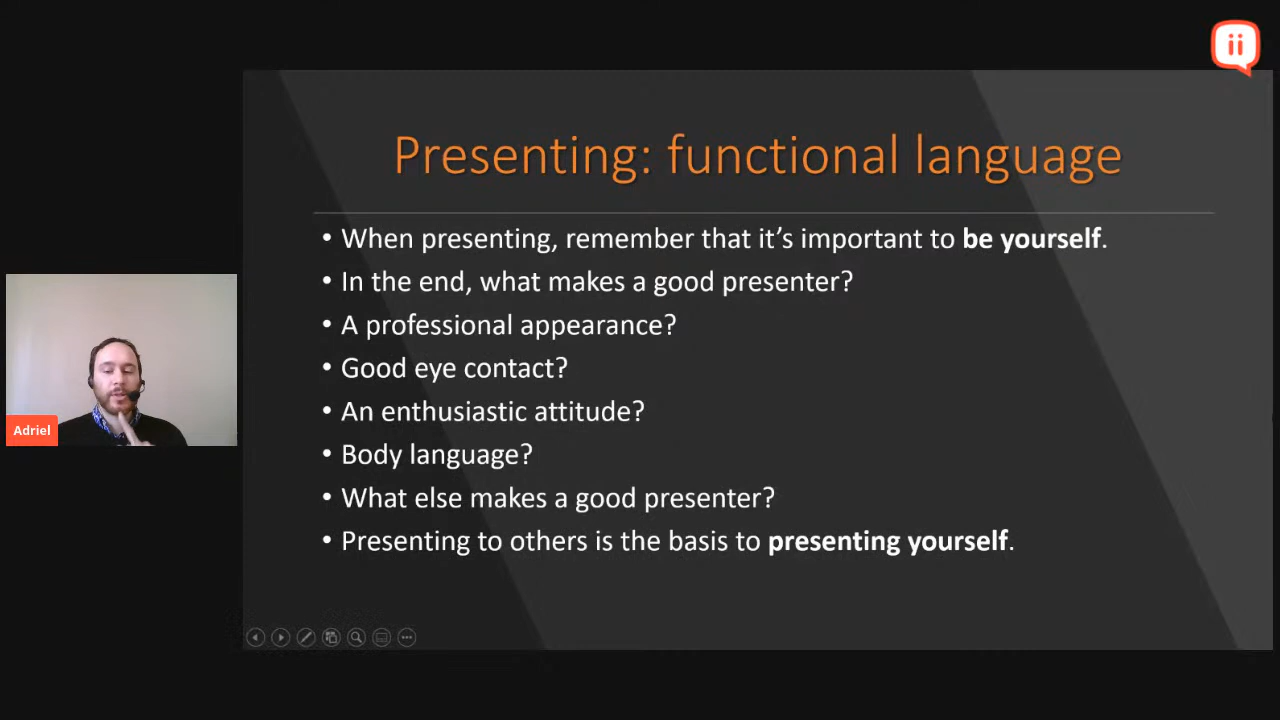 ii
Presenting: functional language
• When presenting, remember that it's important to be yourself.
• In the end, what makes a good presenter?
• A professional appearance?
• Good eye contact?
• An enthusiastic attitude?
• Body language?
• What else makes a good presenter?
• Presenting to others is the basis to presenting yourself.
Adriel